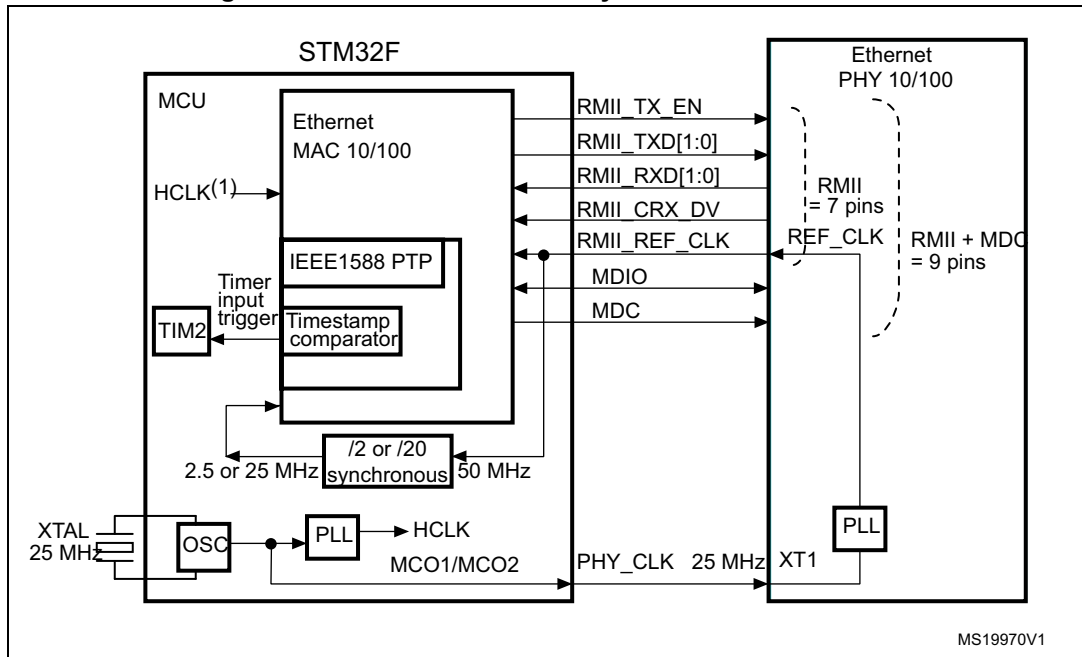 STM32F
MCU
Ethernet
MAC 10/100
HCLK(1)
IEEE1588 PTP
Timer
input
trigger
TIM2
Timestamp
comparator
/2 or /20
synchronous
2.5 or 25 MHz
50 MHz
XTAL
25 MHz
OSC
PLL
HCLK
MCO1/MCO2
RMII_TX_EN
RMII_TXD[1:0]
RMII_RXD[1:0]
RMII_CRX_DV
RMII_REF_CLK
MDIO
MDC
PHY_CLK 25 MHz
Ethernet
PHY 10/100
RMII
= 7 pins
REF_CLK
RMII + MDC
= 9 pins
PLL
XT1
MS19970V1